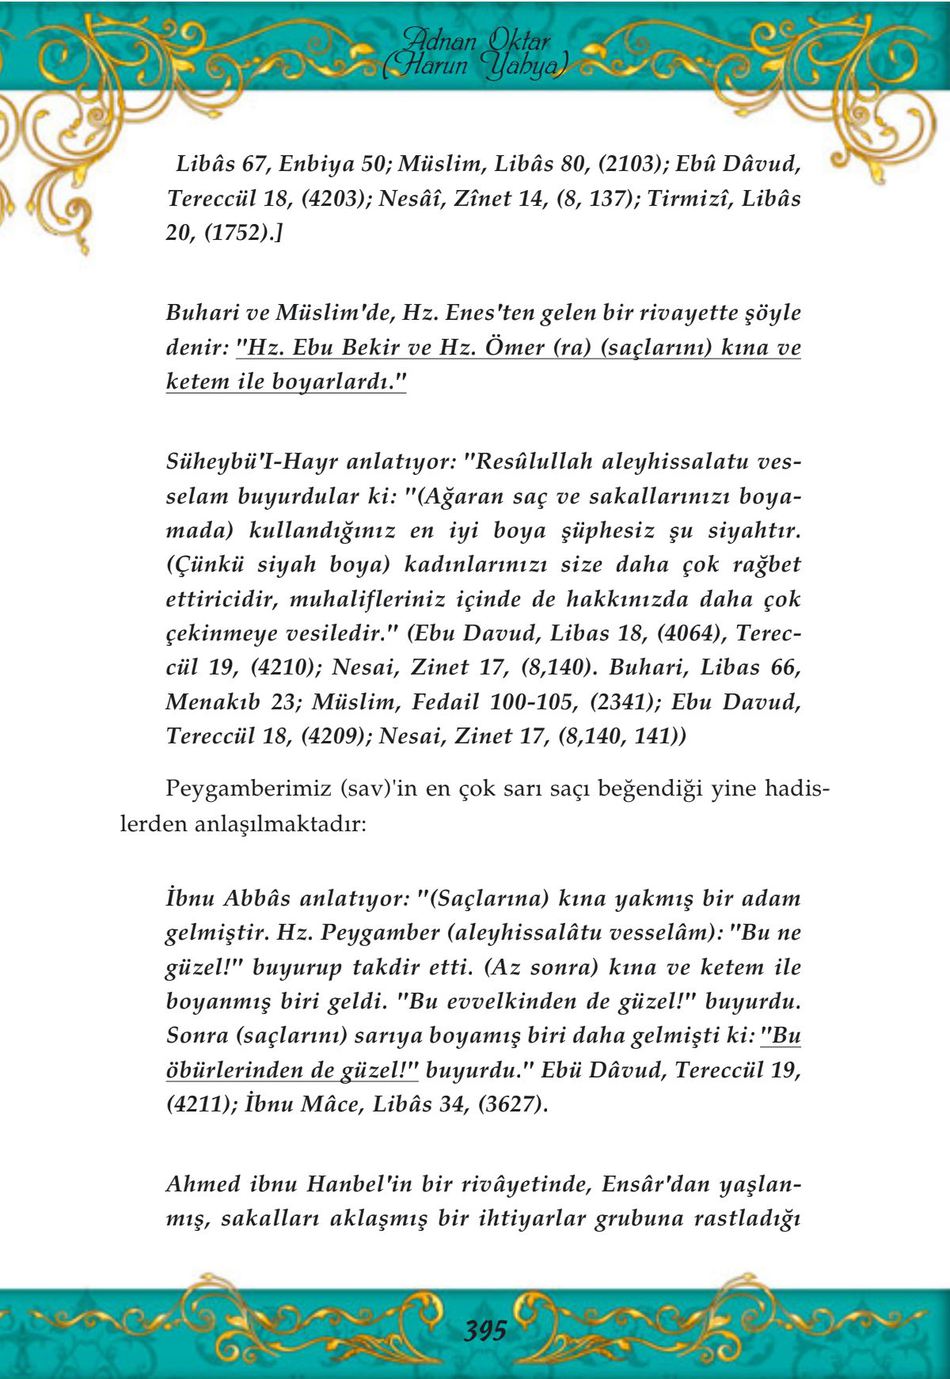 Adnan Oktar
(Harun Yahya)
Libâs 67, Enbiya 50; Müslim, Libâs 80, (2103); Ebû Dâvud,
Tereccül 18, (4203); Nesâî, Zînet 14, (8, 137); Tirmizî, Libâs
20, (1752).]
Buhari ve Müslim'de, Hz. Enes'ten gelen bir rivayette şöyle
denir: "Hz. Ebu Bekir ve Hz. Ömer (ra) (saçlarını) kına ve
ketem ile boyarlardı."
Süheybü'I-Hayr anlatıyor: "Resûlullah aleyhissalatu ves-
selam buyurdular ki: "(Ağaran saç ve sakallarınızı boya-
mada) kullandığınız en iyi boya şüphesiz şu siyahtır.
(Çünkü siyah boya) kadınlarınızı size daha çok rağbet
ettiricidir, muhalifleriniz içinde de hakkınızda daha çok
çekinmeye vesiledir." (Ebu Davud, Libas 18, (4064), Terec-
cül 19, (4210); Nesai, Zinet 17, (8,140). Buhari, Libas 66,
Menakıb 23; Müslim, Fedail 100-105, (2341); Ebu Davud,
Tereccül 18, (4209); Nesai, Zinet 17, (8,140, 141))
Peygamberimiz (sav)'in en çok sarı saçı beğendiği yine hadis-
lerden anlaşılmaktadır:
İbnu Abbâs anlatıyor: "(Saçlarına) kına yakmış bir adam
gelmiştir. Hz. Peygamber (aleyhissalâtu vesselâm): "Bu ne
güzel!" buyurup takdir etti. (Az sonra) kına ve ketem ile
boyanmış biri geldi. "Bu evvelkinden de güzel!" buyurdu.
Sonra (saçlarını) sarıya boyamış biri daha gelmişti ki: "Bu
öbürlerinden de güzel!" buyurdu." Ebü Dâvud, Tereccül 19,
(4211); İbnu Mâce, Libâs 34, (3627).
Ahmed ibnu Hanbel'in bir rivâyetinde, Ensâr'dan yaşlan-
mış, sakalları aklaşmış bir ihtiyarlar grubuna rastladığı
395